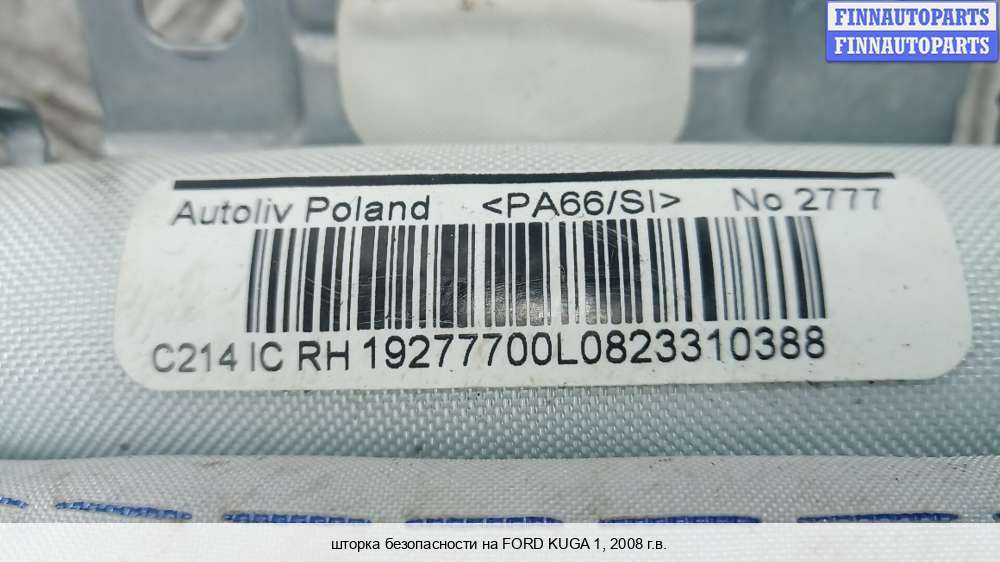 FINNAUTOPARTS
FINNAUTOPARTS
Autoliv Poland <PA66/SI> No 2777
C214 IC RH 19277700L0823310388
шторка безопасности на FORD KUGA 1, 2008 г.в.